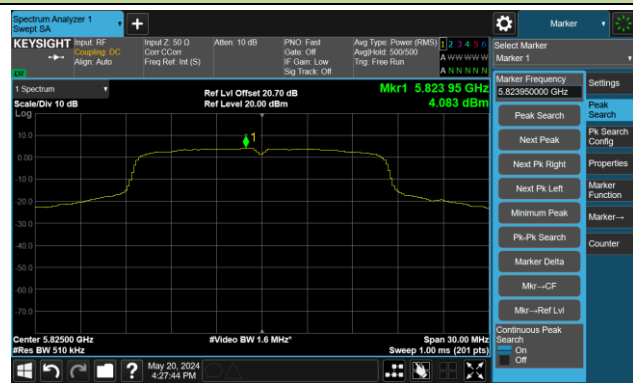 Spectrum Analyzer 1
Swept SA
Marker
KEYSIGHT
Input: RF
Coupling: DC
Align: Auto
Input Z: 50 Ω
Corr CCorr
Freq Ref: Int (S)
Atten: 10 dB
PNO: Fast
Gate: Off
IF Gain: Low
Sig Track: Off
Avg Type: Power (RMS)
Avg|Hold: 500/500
Trig: Free Run
1 2 3 4 5 6
A W W W W W
A N N N N N
Select Marker
Marker 1
1 Spectrum
Scale/Div 10 dB
Log
Ref Lvl Offset 20.70 dB
Ref Level 20.00 dBm
Mkr1 5.823 95 GHz
4.083 dBm
1
10.0
0.00
-10.0
-20.0
-30.0
-40.0
-50.0
-60.0
-70.0
Center 5.82500 GHz
#Res BW 510 kHz
#Video BW 1.6 MHz*
Span 30.00 MHz
Sweep 1.00 ms (201 pts)
Marker Frequency
5.823950000 GHz
Peak Search
Next Peak
Next Pk Right
Next Pk Left
Minimum Peak
Pk-Pk Search
Marker Delta
Mkr→CF
Mkr→Ref Lvl
Continuous Peak
Search
On
Off
Settings
Peak
Search
Pk Search
Config
Properties
Marker
Function
Marker→
Counter
?
May 20, 2024
4:27:44 PM